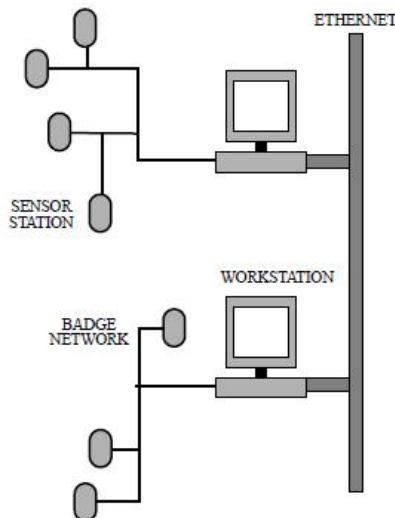 ETHERNET
SENSOR
STATION
WORKSTATION
BADGE
NETWORK